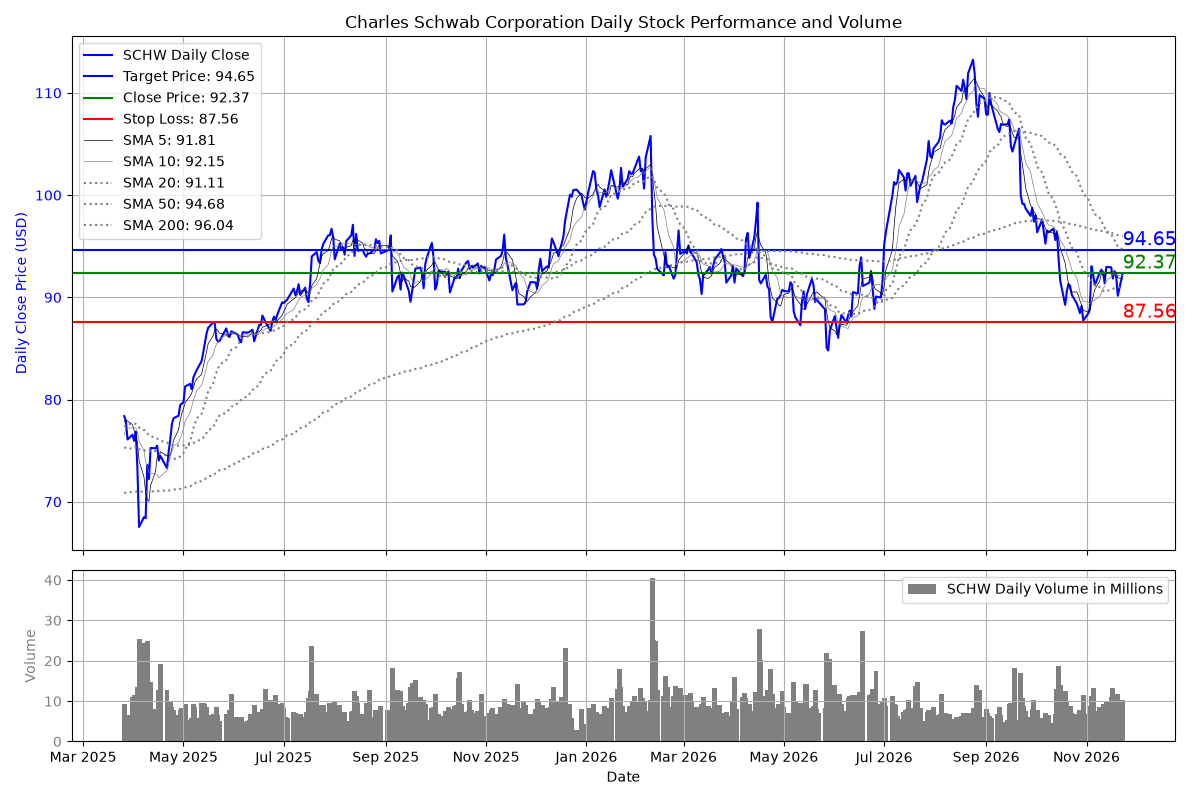 Charles Schwab Corporation Daily Stock Performance and Volume
SCHW Daily Close
Target Price: 94.65
Close Price: 92.37
Stop Loss: 87.56
SMA 5: 91.81
SMA 10: 92.15
SMA 20: 91.11
SMA 50: 94.68
SMA 200: 96.04
Daily Close Price (USD)
110
100
90
80
70
94.65
92.37
87.56
SCHW Daily Volume in Millions
Volume
40
30
20
10
0
Mar 2025
May 2025
Jul 2025
Sep 2025
Nov 2025
Jan 2026
Mar 2026
May 2026
Jul 2026
Sep 2026
Nov 2026
Date